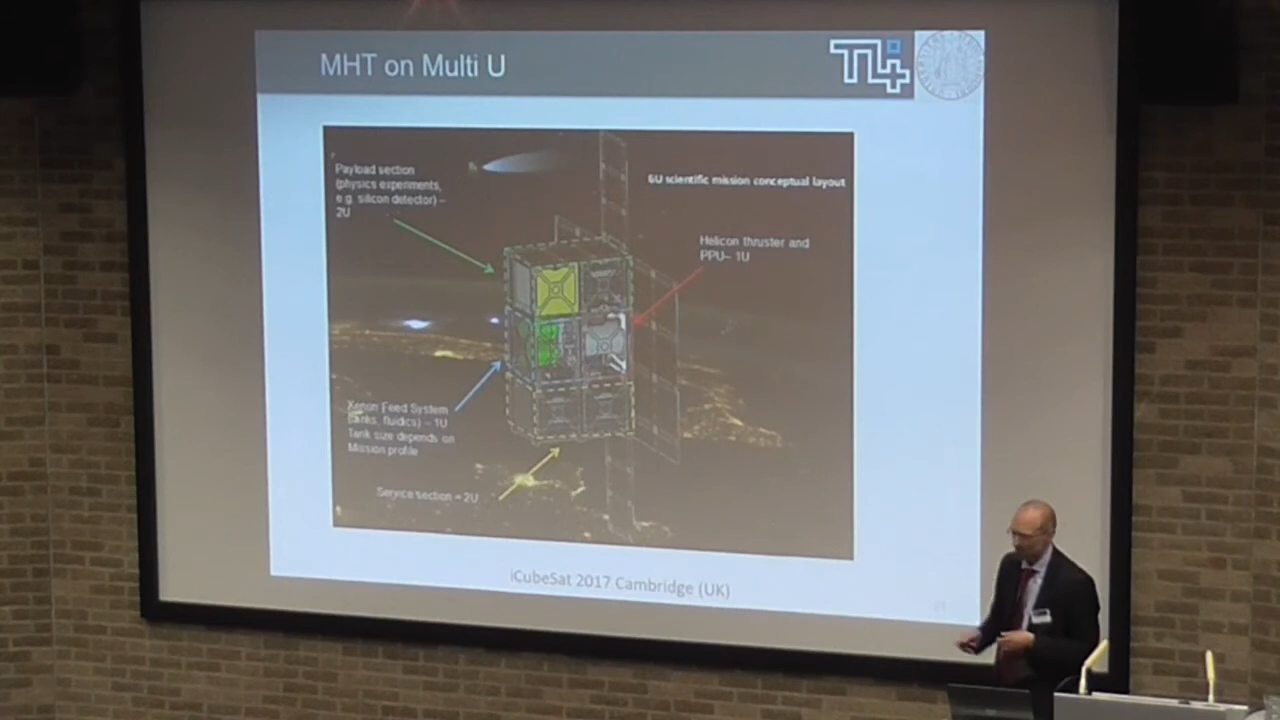 MHT on Multi U
T4i
Payload section
(physics experiments,
e.g. silicon detector) –
2U
6U scientific mission conceptual layout
Helicon thruster and
PPU– 1U
Xenon Feed System
(tanks, fluidics) – 1U
Tank size depends on
Mission profile
Service section – 2U
iCubeSat 2017 Cambridge (UK)